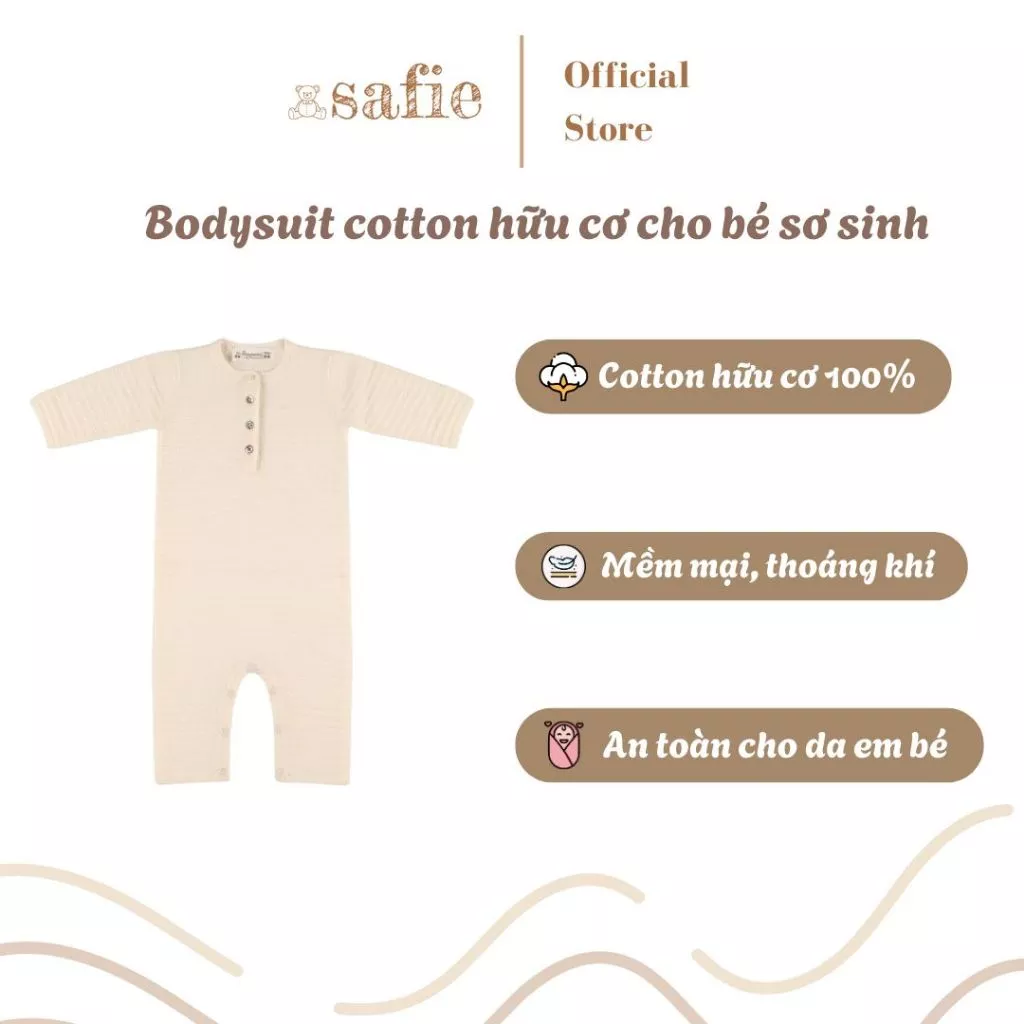 safie
Official
Store
Bodysuit cotton hữu cơ cho bé sơ sinh
Cotton hữu cơ 100%
Mềm mại, thoáng khí
An toàn cho da em bé